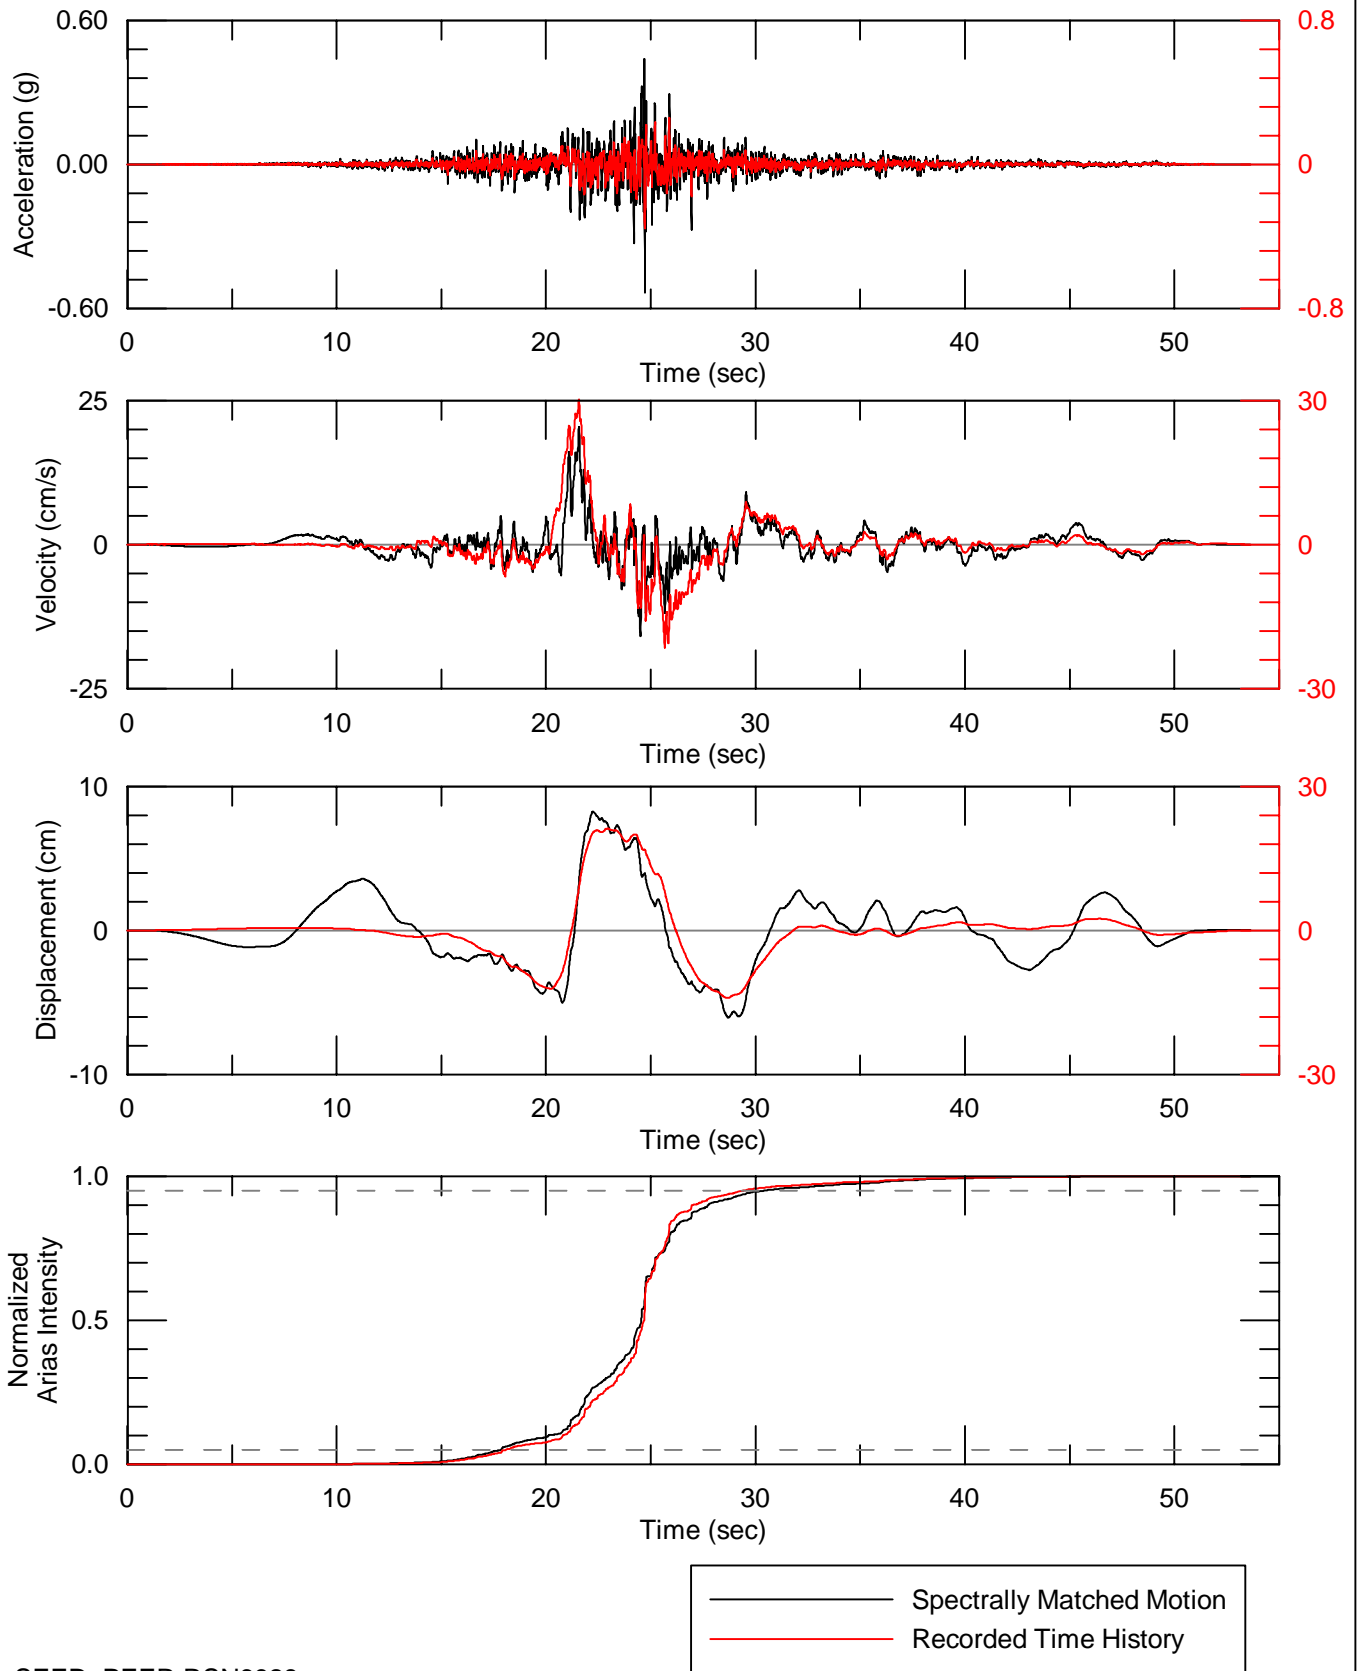 0.60 0.8
Acceleration (g)
0.00 0
-0.60 -0.8
0 10 20 30 40 50
Time (sec)
25 30
Velocity (cm/s)
0 0
-25 -30
0 10 20 30 40 50
Time (sec)
10 30
Displacement (cm)
0 0
-10 -30
0 10 20 30 40 50
Time (sec)
1.0
Normalized
Arias Intensity
0.5
0.0
0 10 20 30 40 50
Time (sec)
Spectrally Matched Motion
Recorded Time History